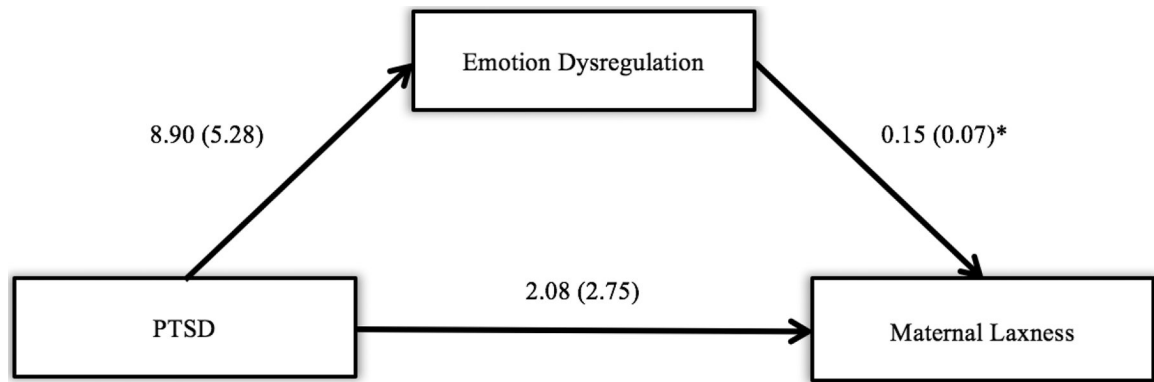 Emotion Dysregulation
8.90 (5.28)
0.15 (0.07)*
2.08 (2.75)
PTSD
Maternal Laxness